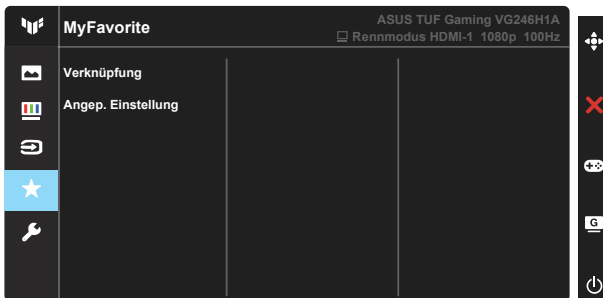 MyFavorite
ASUS TUF Gaming VG246H1A
Rennmodus HDMI-1 1080p 100Hz
Verknüpfung
Angep. Einstellung
G